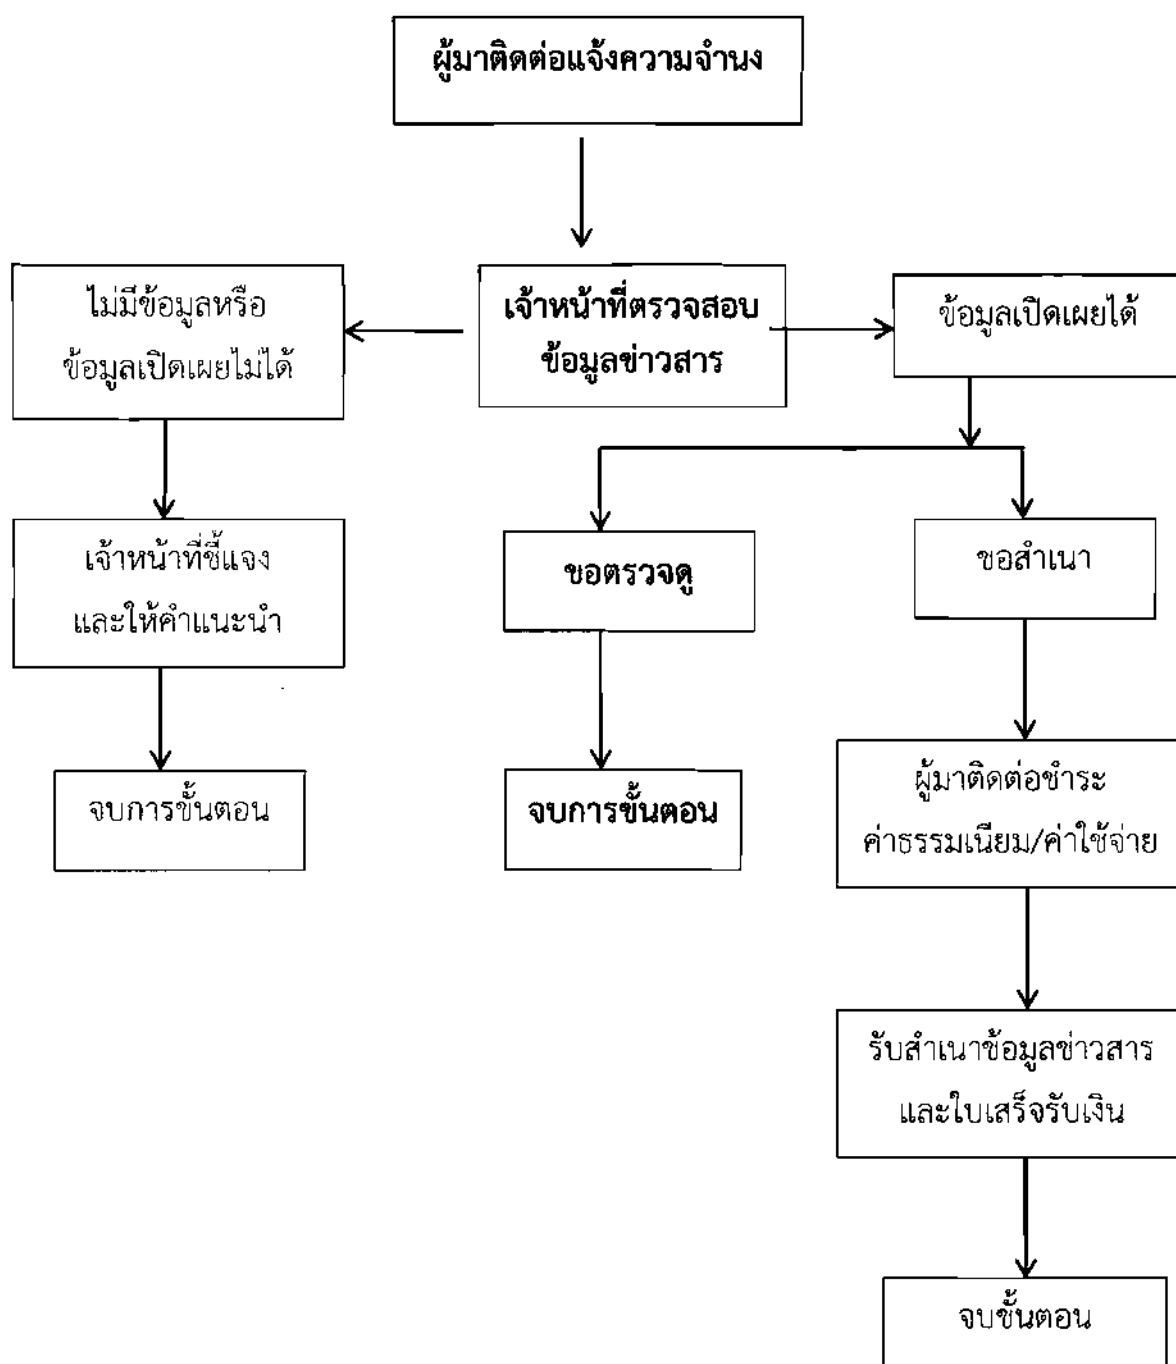 ผู้มาติดต่อแจ้งความจำนง
ไม่มีข้อมูลหรือ
ข้อมูลเปิดเผยไม่ได้
เจ้าหน้าที่ตรวจสอบ
ข้อมูลข่าวสาร
ข้อมูลเปิดเผยได้
เจ้าหน้าที่ชี้แจง
และให้คำแนะนำ
ขอตรวจดู
ขอสำเนา
จบการขั้นตอน
จบการขั้นตอน
ผู้มาติดต่อชำระ
ค่าธรรมเนียม/ค่าใช้จ่าย
รับสำเนาข้อมูลข่าวสาร
และใบเสร็จรับเงิน
จบขั้นตอน